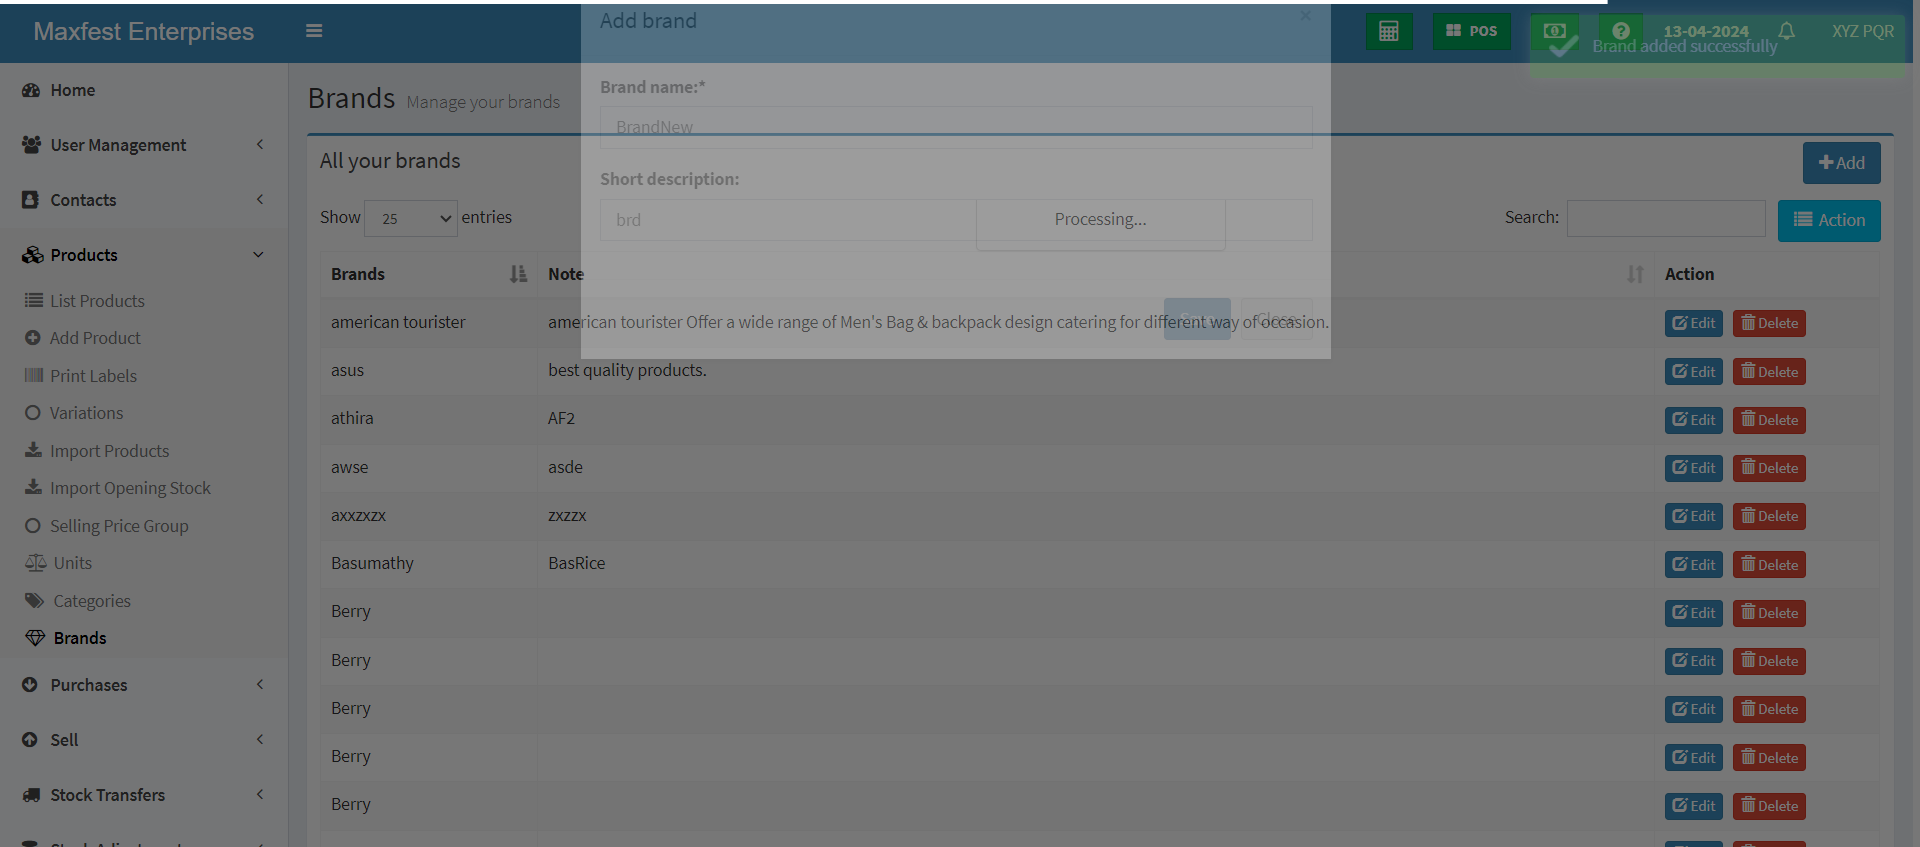 Maxfest Enterprises
Add brand
×
POS
13-04-2024
XYZ PQR
Brand added successfully
Home
User Management
Contacts
Products
List Products
Add Product
Print Labels
Variations
Import Products
Import Opening Stock
Selling Price Group
Units
Categories
Brands
Purchases
Sell
Stock Transfers
Brands Manage your brands
Brand name:*
BrandNew
Short description:
brd
Processing...
Save Close
All your brands
Add
Show 25 entries
Search:
Action
Brands Note Action
american tourister american tourister Offer a wide range of Men's Bag & backpack design catering for different way of occasion. Edit Delete
asus best quality products. Edit Delete
athira AF2 Edit Delete
awse asde Edit Delete
axxzxzx zxzzx Edit Delete
Basumathy BasRice Edit Delete
Berry Edit Delete
Berry Edit Delete
Berry Edit Delete
Berry Edit Delete
Berry Edit Delete